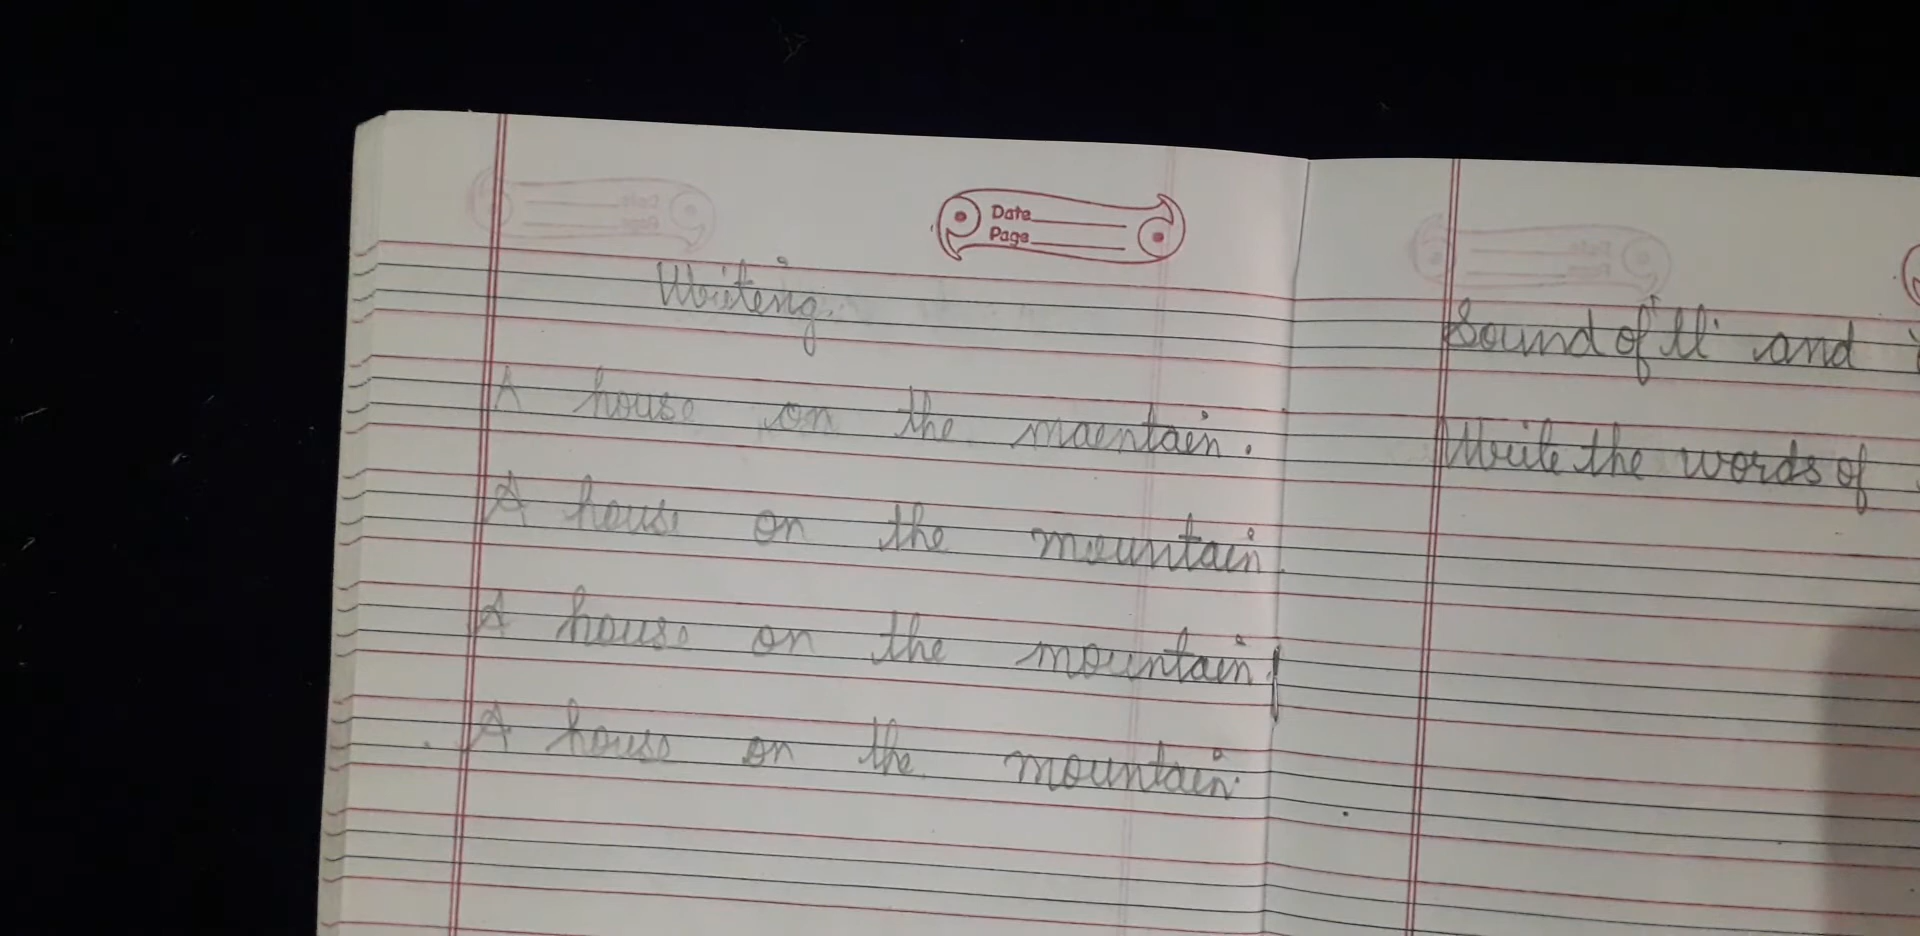 Date
Page
Writing.
A house on the maintain.
A house on the mountain.
A house on the mountain.
A house on the mountain.
Sound of 'll' and
Write the words of